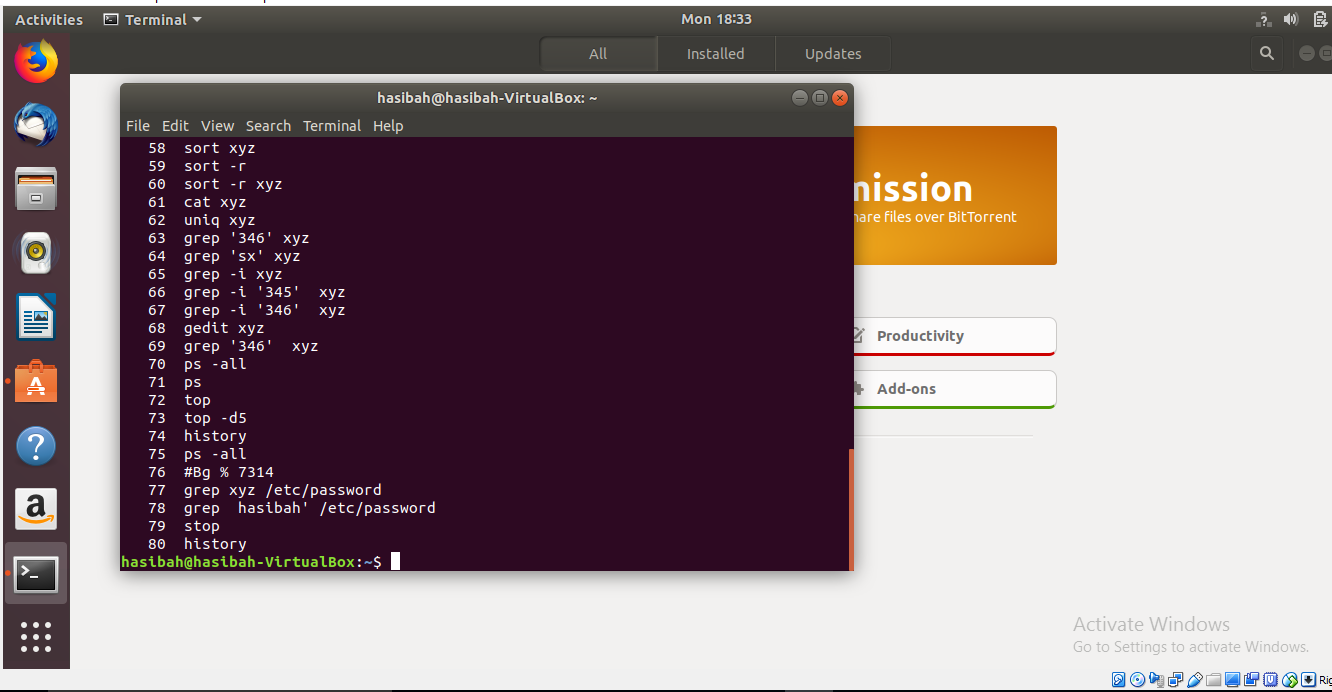 Activities Terminal Mon 18:33
All Installed Updates
hasibah@hasibah-VirtualBox: ~
File Edit View Search Terminal Help
58 sort xyz
59 sort -r
60 sort -r xyz
61 cat xyz
62 uniq xyz
63 grep '346' xyz
64 grep 'sx' xyz
65 grep -i xyz
66 grep -i '345'  xyz
67 grep -i '346'  xyz
68 gedit xyz
69 grep '346'  xyz
70 ps -all
71 ps
72 top
73 top -d5
74 history
75 ps -all
76 #Bg % 7314
77 grep xyz /etc/password
78 grep  hasibah' /etc/password
79 stop
80 history
hasibah@hasibah-VirtualBox:~$
mission
hare files over BitTorrent
Productivity
Add-ons
Activate Windows
Go to Settings to activate Windows.
Rig